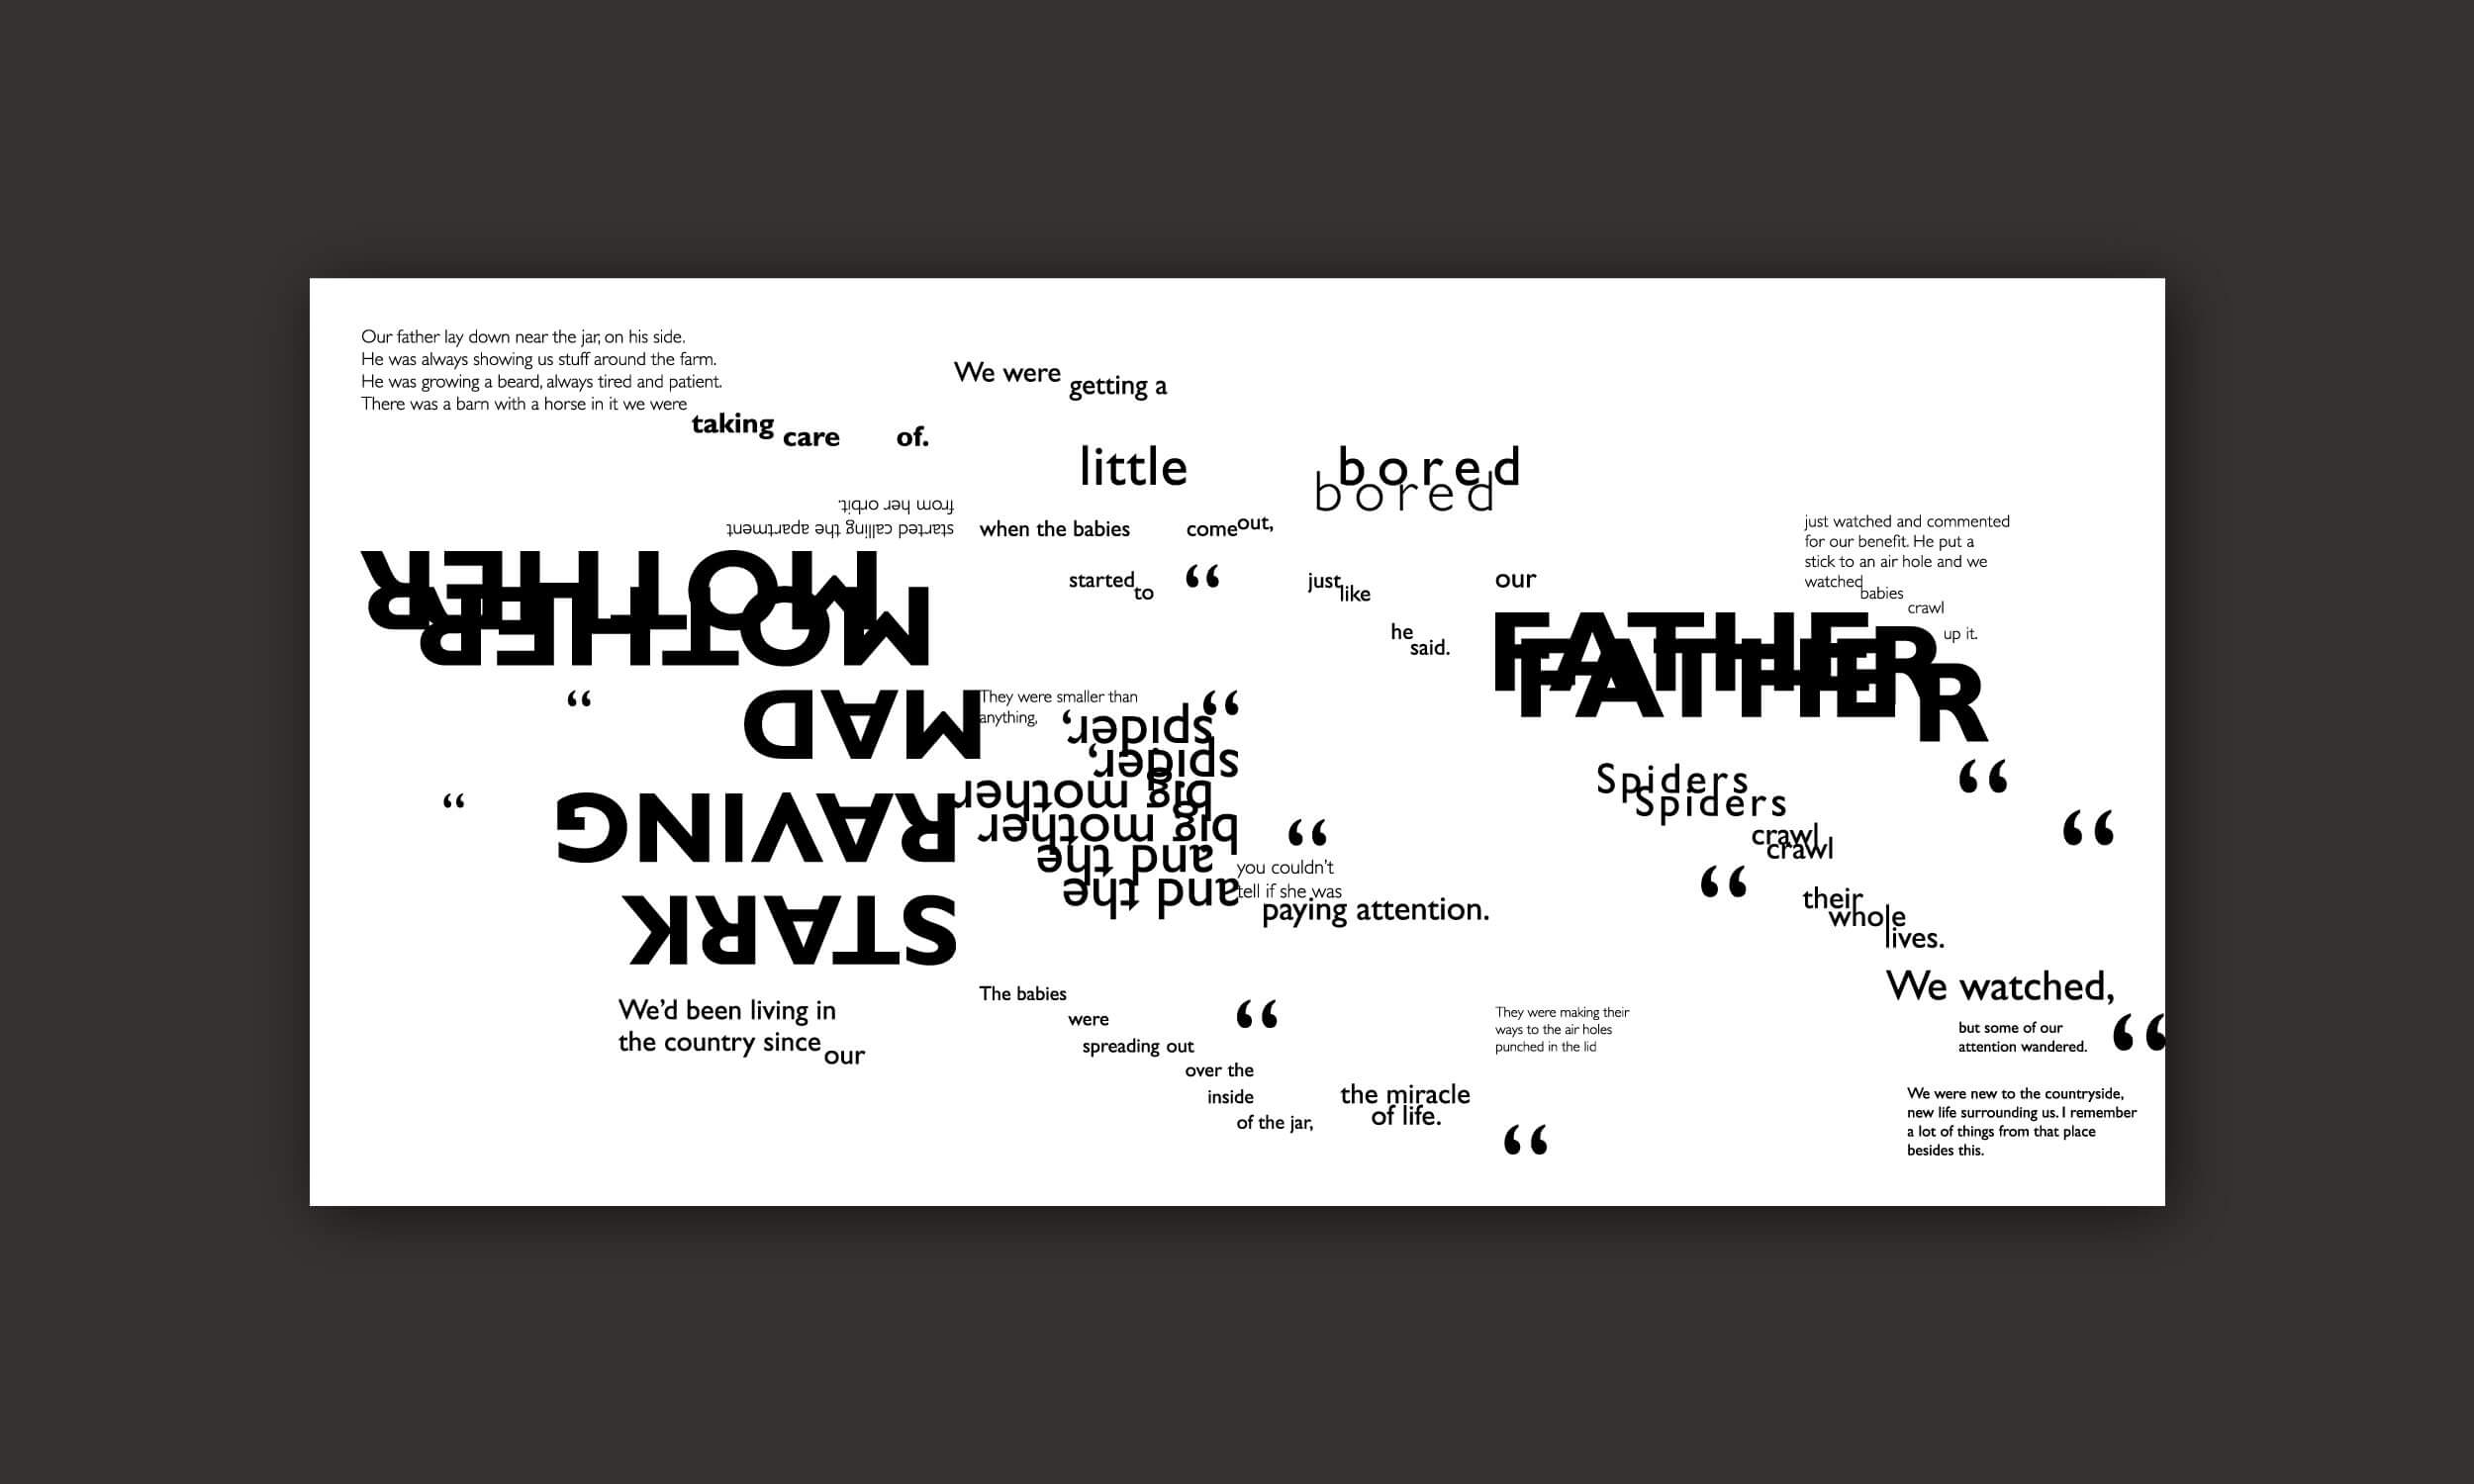 Our father lay down near the jar, on his side.
He was always showing us stuff around the farm.
He was growing a beard, always tired and patient.
There was a barn with a horse in it we were
taking care of.
We'd been living in
the country since our
STARK
RAVING
MAD
MOTHER
MOTHER
started calling the apartment
from her orbit.
“
“
We were getting a
little bored
bored
when the babies come out,
started to “ just like
he
said.
They were smaller than
anything,
“
and the
and the
big mother
big mother
spider,
spider,
“
you couldn't
tell if she was
paying attention.
The babies
were
spreading out
over the
inside
of the jar,
“
the miracle
of life.
“
our
FATHER
FATHER
just watched and commented
for our benefit. He put a
stick to an air hole and we
watched
babies
crawl
up it.
Spiders
Spiders
crawl
crawl
their
whole
lives.
“
“
“
They were making their
ways to the air holes
punched in the lid
We watched,
but some of our
attention wandered.
“
We were new to the countryside,
new life surrounding us. I remember
a lot of things from that place
besides this.